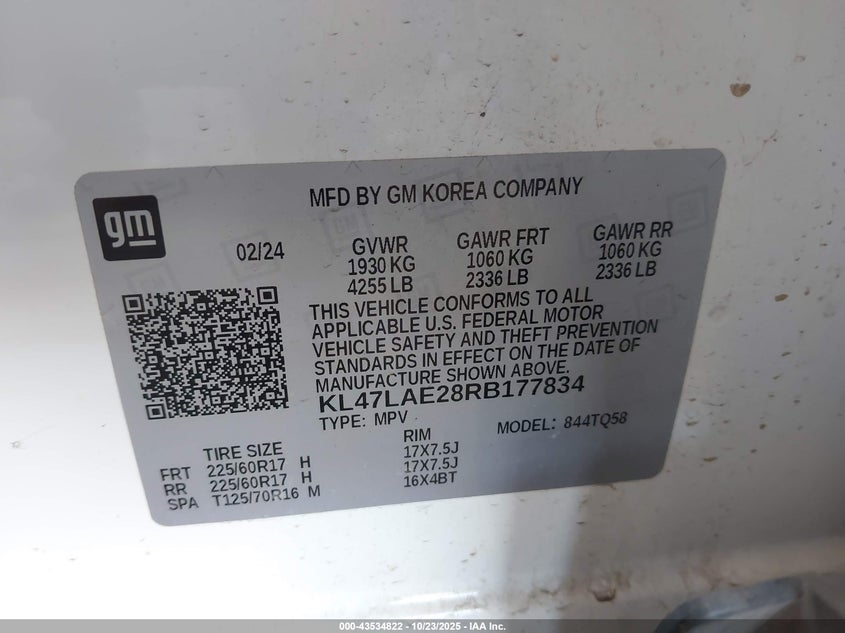 MFD BY GM KOREA COMPANY
gm
02/24
GVWR
1930 KG
4255 LB
GAWR FRT
1060 KG
2336 LB
GAWR RR
1060 KG
2336 LB
THIS VEHICLE CONFORMS TO ALL
APPLICABLE U.S. FEDERAL MOTOR
VEHICLE SAFETY AND THEFT PREVENTION
STANDARDS IN EFFECT ON THE DATE OF
MANUFACTURE SHOWN ABOVE.
KL47LAE28RB177834
TYPE: MPV
MODEL: 844TQ58
TIRE SIZE RIM
FRT 225/60R17 H 17X7.5J
RR 225/60R17 H 17X7.5J
SPA T125/70R16 M 16X4BT
000-43534822 - 10/23/2025 - IAA Inc.